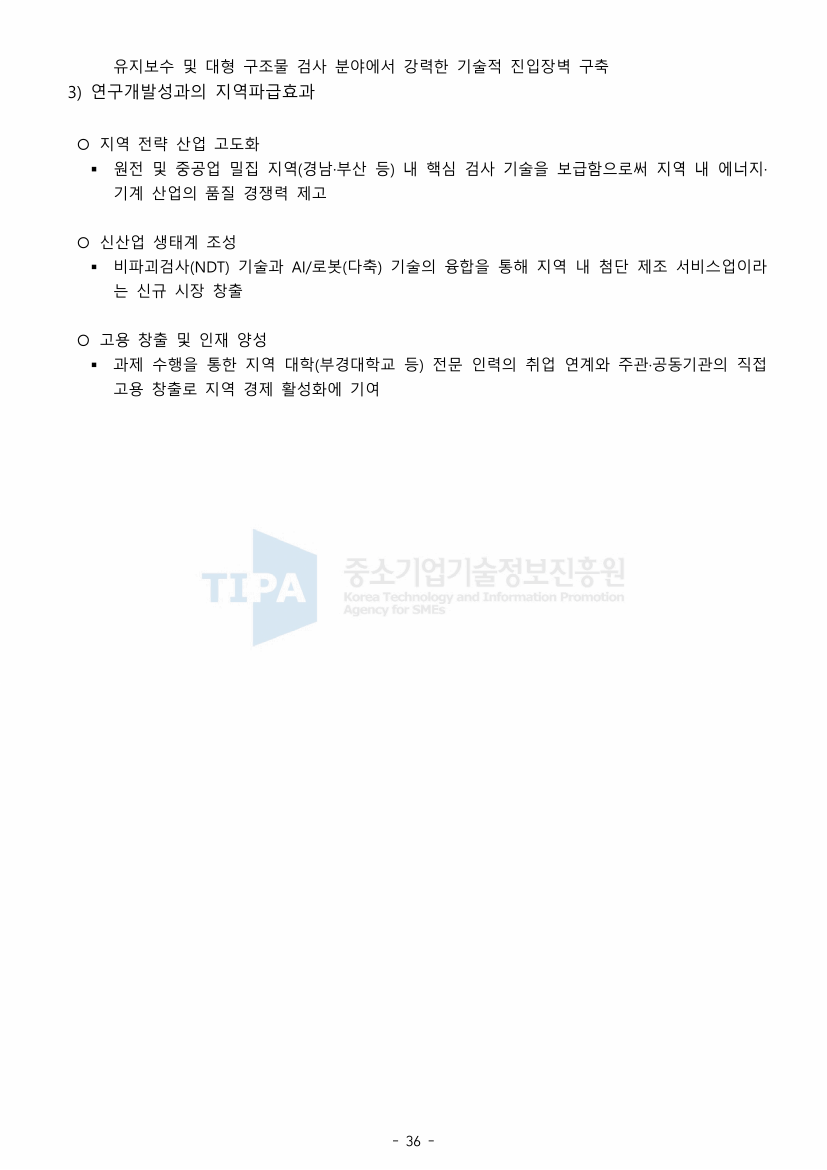 유지보수 및 대형 구조물 검사 분야에서 강력한 기술적 진입장벽 구축
3) 연구개발성과의 지역파급효과
○ 지역 전략 산업 고도화
▪ 원전 및 중공업 밀집 지역(경남·부산 등) 내 핵심 검사 기술을 보급함으로써 지역 내 에너지·
기계 산업의 품질 경쟁력 제고
○ 신산업 생태계 조성
▪ 비파괴검사(NDT) 기술과 AI/로봇(다축) 기술의 융합을 통해 지역 내 첨단 제조 서비스업이라
는 신규 시장 창출
○ 고용 창출 및 인재 양성
▪ 과제 수행을 통한 지역 대학(부경대학교 등) 전문 인력의 취업 연계와 주관·공동기관의 직접
고용 창출로 지역 경제 활성화에 기여
TIPA 중소기업기술정보진흥원
Korea Technology and Information Promotion
Agency for SMEs
- 36 -